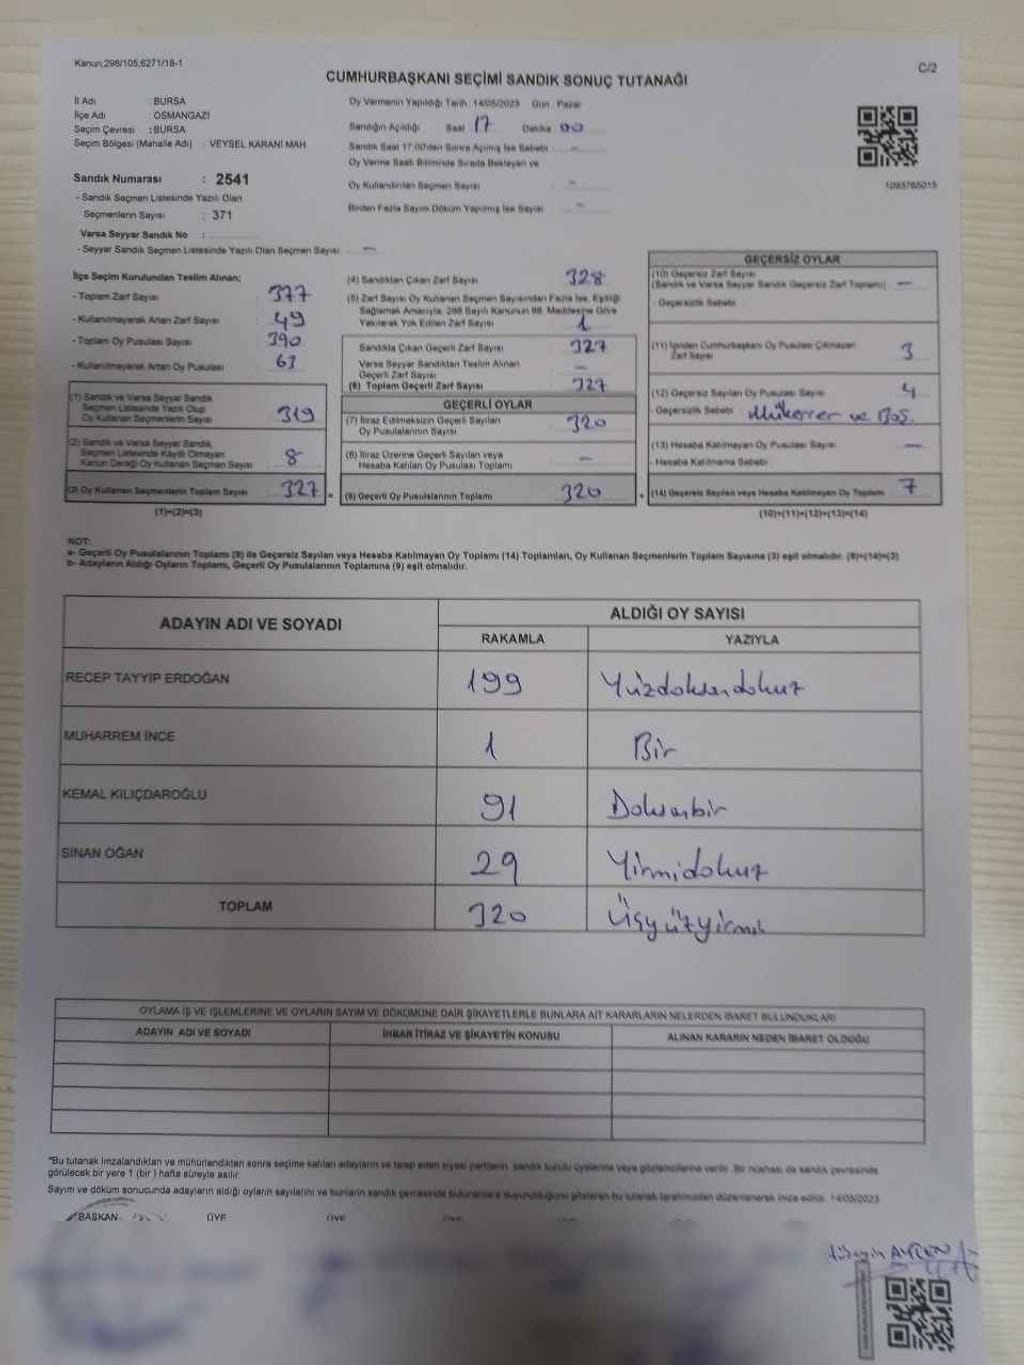 Kanun;298/105,6271/18-1
C/2
CUMHURBAŞKANI SEÇİMİ SANDIK SONUÇ TUTANAĞI
İl Adı : BURSA
İlçe Adı : OSMANGAZİ
Seçim Çevresi : BURSA
Seçim Bölgesi (Mahalle Adı) : VEYSEL KARANİ MAH
Sandık Numarası : 2541
- Sandık Seçmen Listesinde Yazılı Olan
Seçmenlerin Sayısı : 371
Varsa Seyyar Sandık No :
- Seyyar Sandık Seçmen Listesinde Yazılı Olan Seçmen Sayısı —
Oy Vermenin Yapıldığı Tarih : 14/05/2023 Gün : Pazar
Sandığın Açıldığı Saat 17 Dakika 00
Sandık Saat 17:00'den Sonra Açılmış İse Sebebi : —
Oy Verme Saati Bitiminde Sırada Bekleyen ve
Oy Kullandırılan Seçmen Sayısı —
Birden Fazla Sayım Döküm Yapılmış İse Sayısı —
1093765015
İlçe Seçim Kurulundan Teslim Alınan;
- Toplam Zarf Sayısı 377
- Kullanılmayarak Artan Zarf Sayısı 49
- Toplam Oy Pusulası Sayısı 390
- Kullanılmayarak Artan Oy Pusulası 63
(1) Sandık ve Varsa Seyyar Sandık
Seçmen Listesinde Yazılı Olup
Oy Kullanan Seçmenlerin Sayısı 319
(2) Sandık ve Varsa Seyyar Sandık
Seçmen Listesinde Kayıtlı Olmayan
Kanun Gereği Oy Kullanan Seçmen Sayısı 8
(3) Oy Kullanan Seçmenlerin Toplam Sayısı 327
(1)+(2)=(3)
(4) Sandıktan Çıkan Zarf Sayısı 328
(5) Zarf Sayısı Oy Kullanan Seçmen Sayısından Fazla İse, Eşitliği
Sağlamak Amacıyla, 298 Sayılı Kanunun 98. Maddesine Göre
Yakılarak Yok Edilen Zarf Sayısı 1
Sandıkta Çıkan Geçerli Zarf Sayısı 327
Varsa Seyyar Sandıktan Teslim Alınan
Geçerli Zarf Sayısı —
(6) Toplam Geçerli Zarf Sayısı 327
GEÇERLİ OYLAR
(7) İtiraz Edilmeksizin Geçerli Sayılan
Oy Pusulalarının Sayısı 320
(8) İtiraz Üzerine Geçerli Sayılan veya
Hesaba Katılan Oy Pusulası Toplamı —
(9) Geçerli Oy Pusulalarının Toplamı 320
GEÇERSİZ OYLAR
(10) Geçersiz Zarf Sayısı
(Sandık ve Varsa Seyyar Sandık Geçersiz Zarf Toplamı) —
- Geçersizlik Sebebi
(11) İçinden Cumhurbaşkanı Oy Pusulası Çıkmayan
Zarf Sayısı 3
(12) Geçersiz Sayılan Oy Pusulası Sayısı 4
- Geçersizlik Sebebi Mükerrer ve Boş.
(13) Hesaba Katılmayan Oy Pusulası Sayısı —
- Hesaba Katılmama Sebebi
(14) Geçersiz Sayılan veya Hesaba Katılmayan Oy Toplamı 7
(10)+(11)+(12)+(13)=(14)
NOT:
a- Geçerli Oy Pusulalarının Toplamı (9) ile Geçersiz Sayılan veya Hesaba Katılmayan Oy Toplamı (14) Toplamları, Oy Kullanan Seçmenlerin Toplam Sayısına (3) eşit olmalıdır. (9)+(14)=(3)
b- Adayların Aldığı Oyların Toplamı, Geçerli Oy Pusulalarının Toplamına (9) eşit olmalıdır.
ADAYIN ADI VE SOYADI
ALDIĞI OY SAYISI
RAKAMLA YAZIYLA
RECEP TAYYİP ERDOĞAN 199 Yüzdoksandokuz
MUHARREM İNCE 1 Bir
KEMAL KILIÇDAROĞLU 91 Doksanbir
SİNAN OĞAN 29 Yirmidokuz
TOPLAM 320 Üçyüzyirmi
OYLAMA İŞ VE İŞLEMLERİNE VE OYLARIN SAYIM VE DÖKÜMÜNE DAİR ŞİKAYETLERLE BUNLARA AİT KARARLARIN NELERDEN İBARET BULUNDUKLARI
ADAYIN ADI VE SOYADI İHBAR İTİRAZ VE ŞİKAYETİN KONUSU ALINAN KARARIN NEDEN İBARET OLDUĞU
*Bu tutanak imzalandıktan ve mühürlendikten sonra seçime katılan adayların ve talep eden siyasi partilerin, sandık kurulu üyelerine veya gözlemcilerine verilir. Bir nüshası da sandık çevresinde
görülecek bir yere 1 (bir) hafta süreyle asılır.
Sayım ve döküm sonucunda adayların aldığı oyların sayılarını ve bunların sandık çevresinde bulunanlara duyurulduğunu gösteren bu tutanak tarafımızdan düzenlenerek imza edildi. 14/05/2023
BAŞKAN ÜYE ÜYE